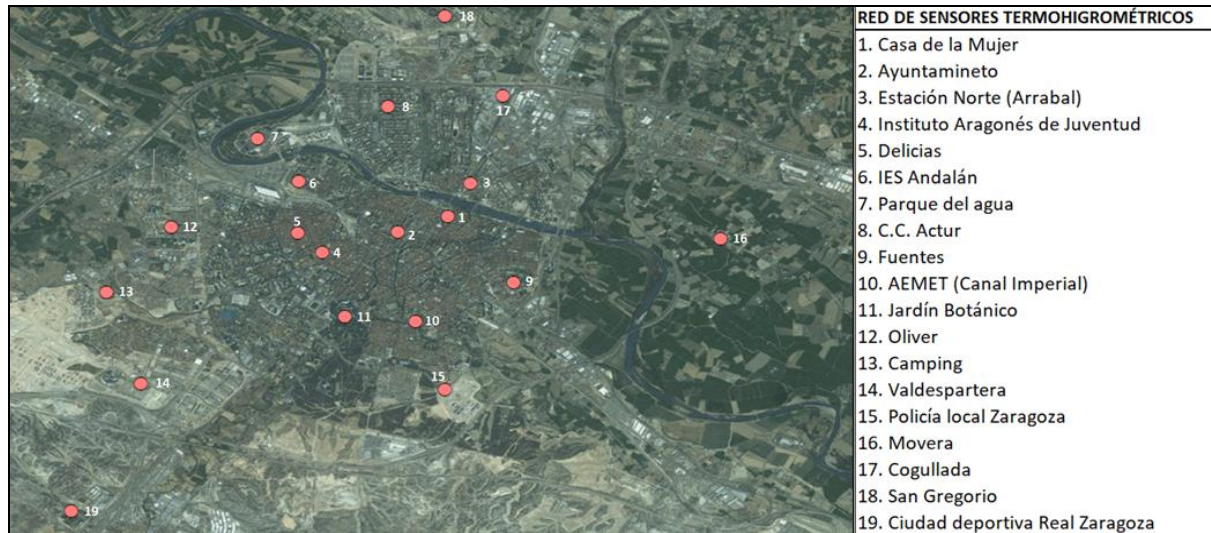 RED DE SENSORES TERMOHIGROMÉTRICOS
1. Casa de la Mujer
2. Ayuntamineto
3. Estación Norte (Arrabal)
4. Instituto Aragonés de Juventud
5. Delicias
6. IES Andalán
7. Parque del agua
8. C.C. Actur
9. Fuentes
10. AEMET (Canal Imperial)
11. Jardín Botánico
12. Oliver
13. Camping
14. Valdespartera
15. Policía local Zaragoza
16. Movera
17. Cogullada
18. San Gregorio
19. Ciudad deportiva Real Zaragoza
18
8
17
7
6
3
1
12
5
2
16
4
9
13
11
10
14
15
19